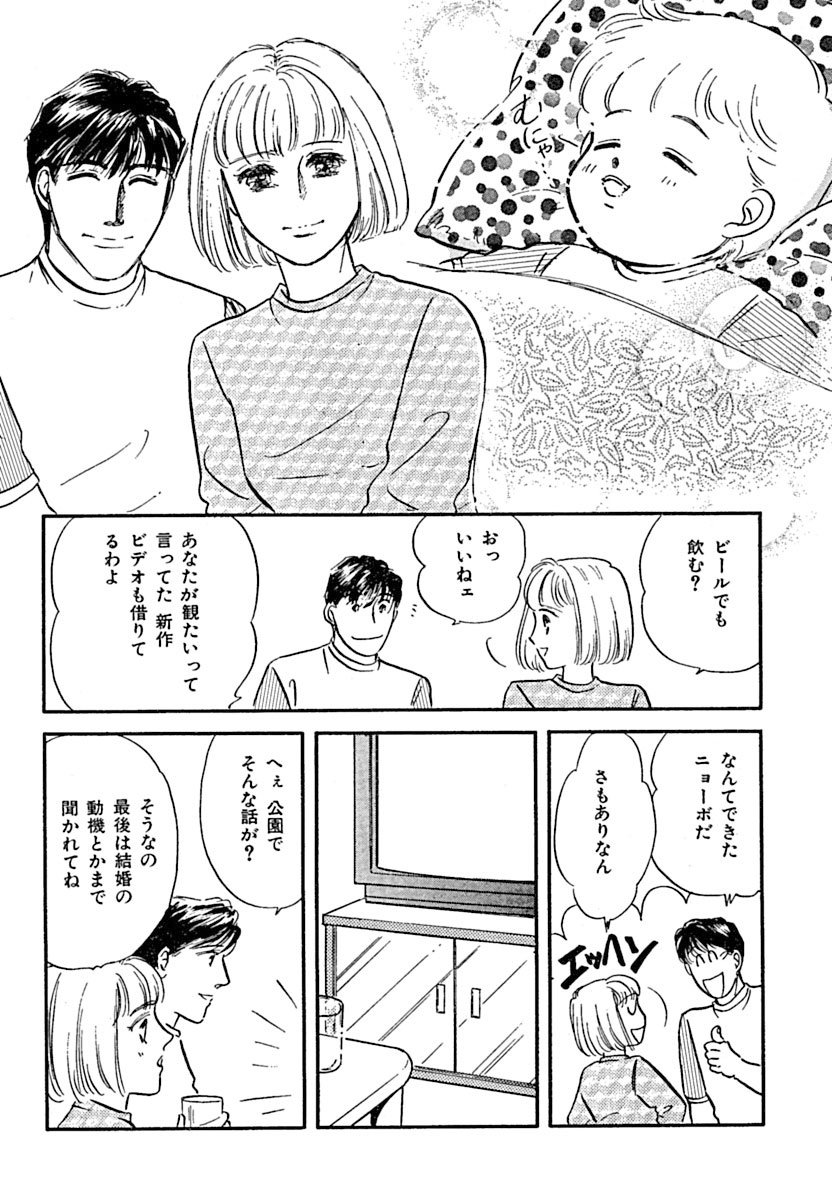 むにゃ…
ビールでも
飲む?
おっ
いいねェ
あなたが観たいって
言ってた 新作
ビデオも借りて
るわよ
なんてできた
ニョーボだ
さもありなん
エッヘン
へぇ 公園で
そんな話が?
そうなの
最後は結婚の
動機とかまで
聞かれてね